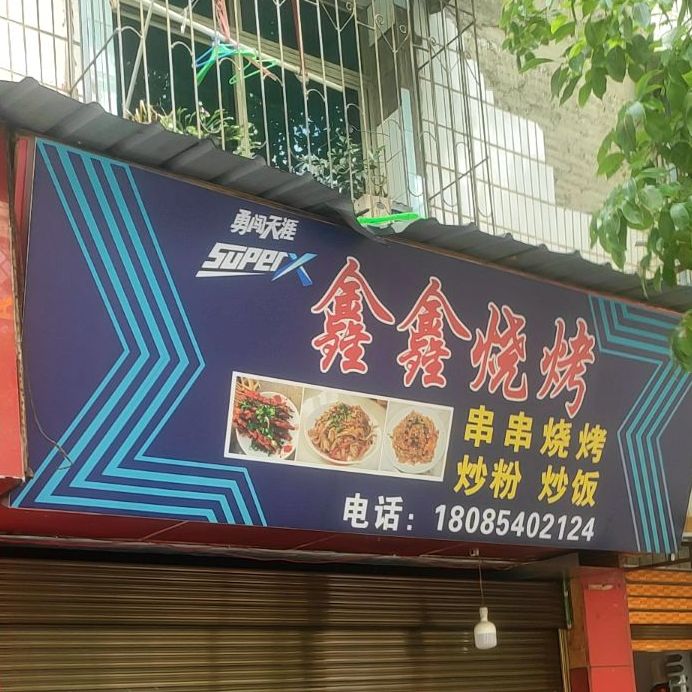 勇闯天涯
SUPERX
鑫鑫烧烤
串串烧烤
炒粉 炒饭
电话：18085402124